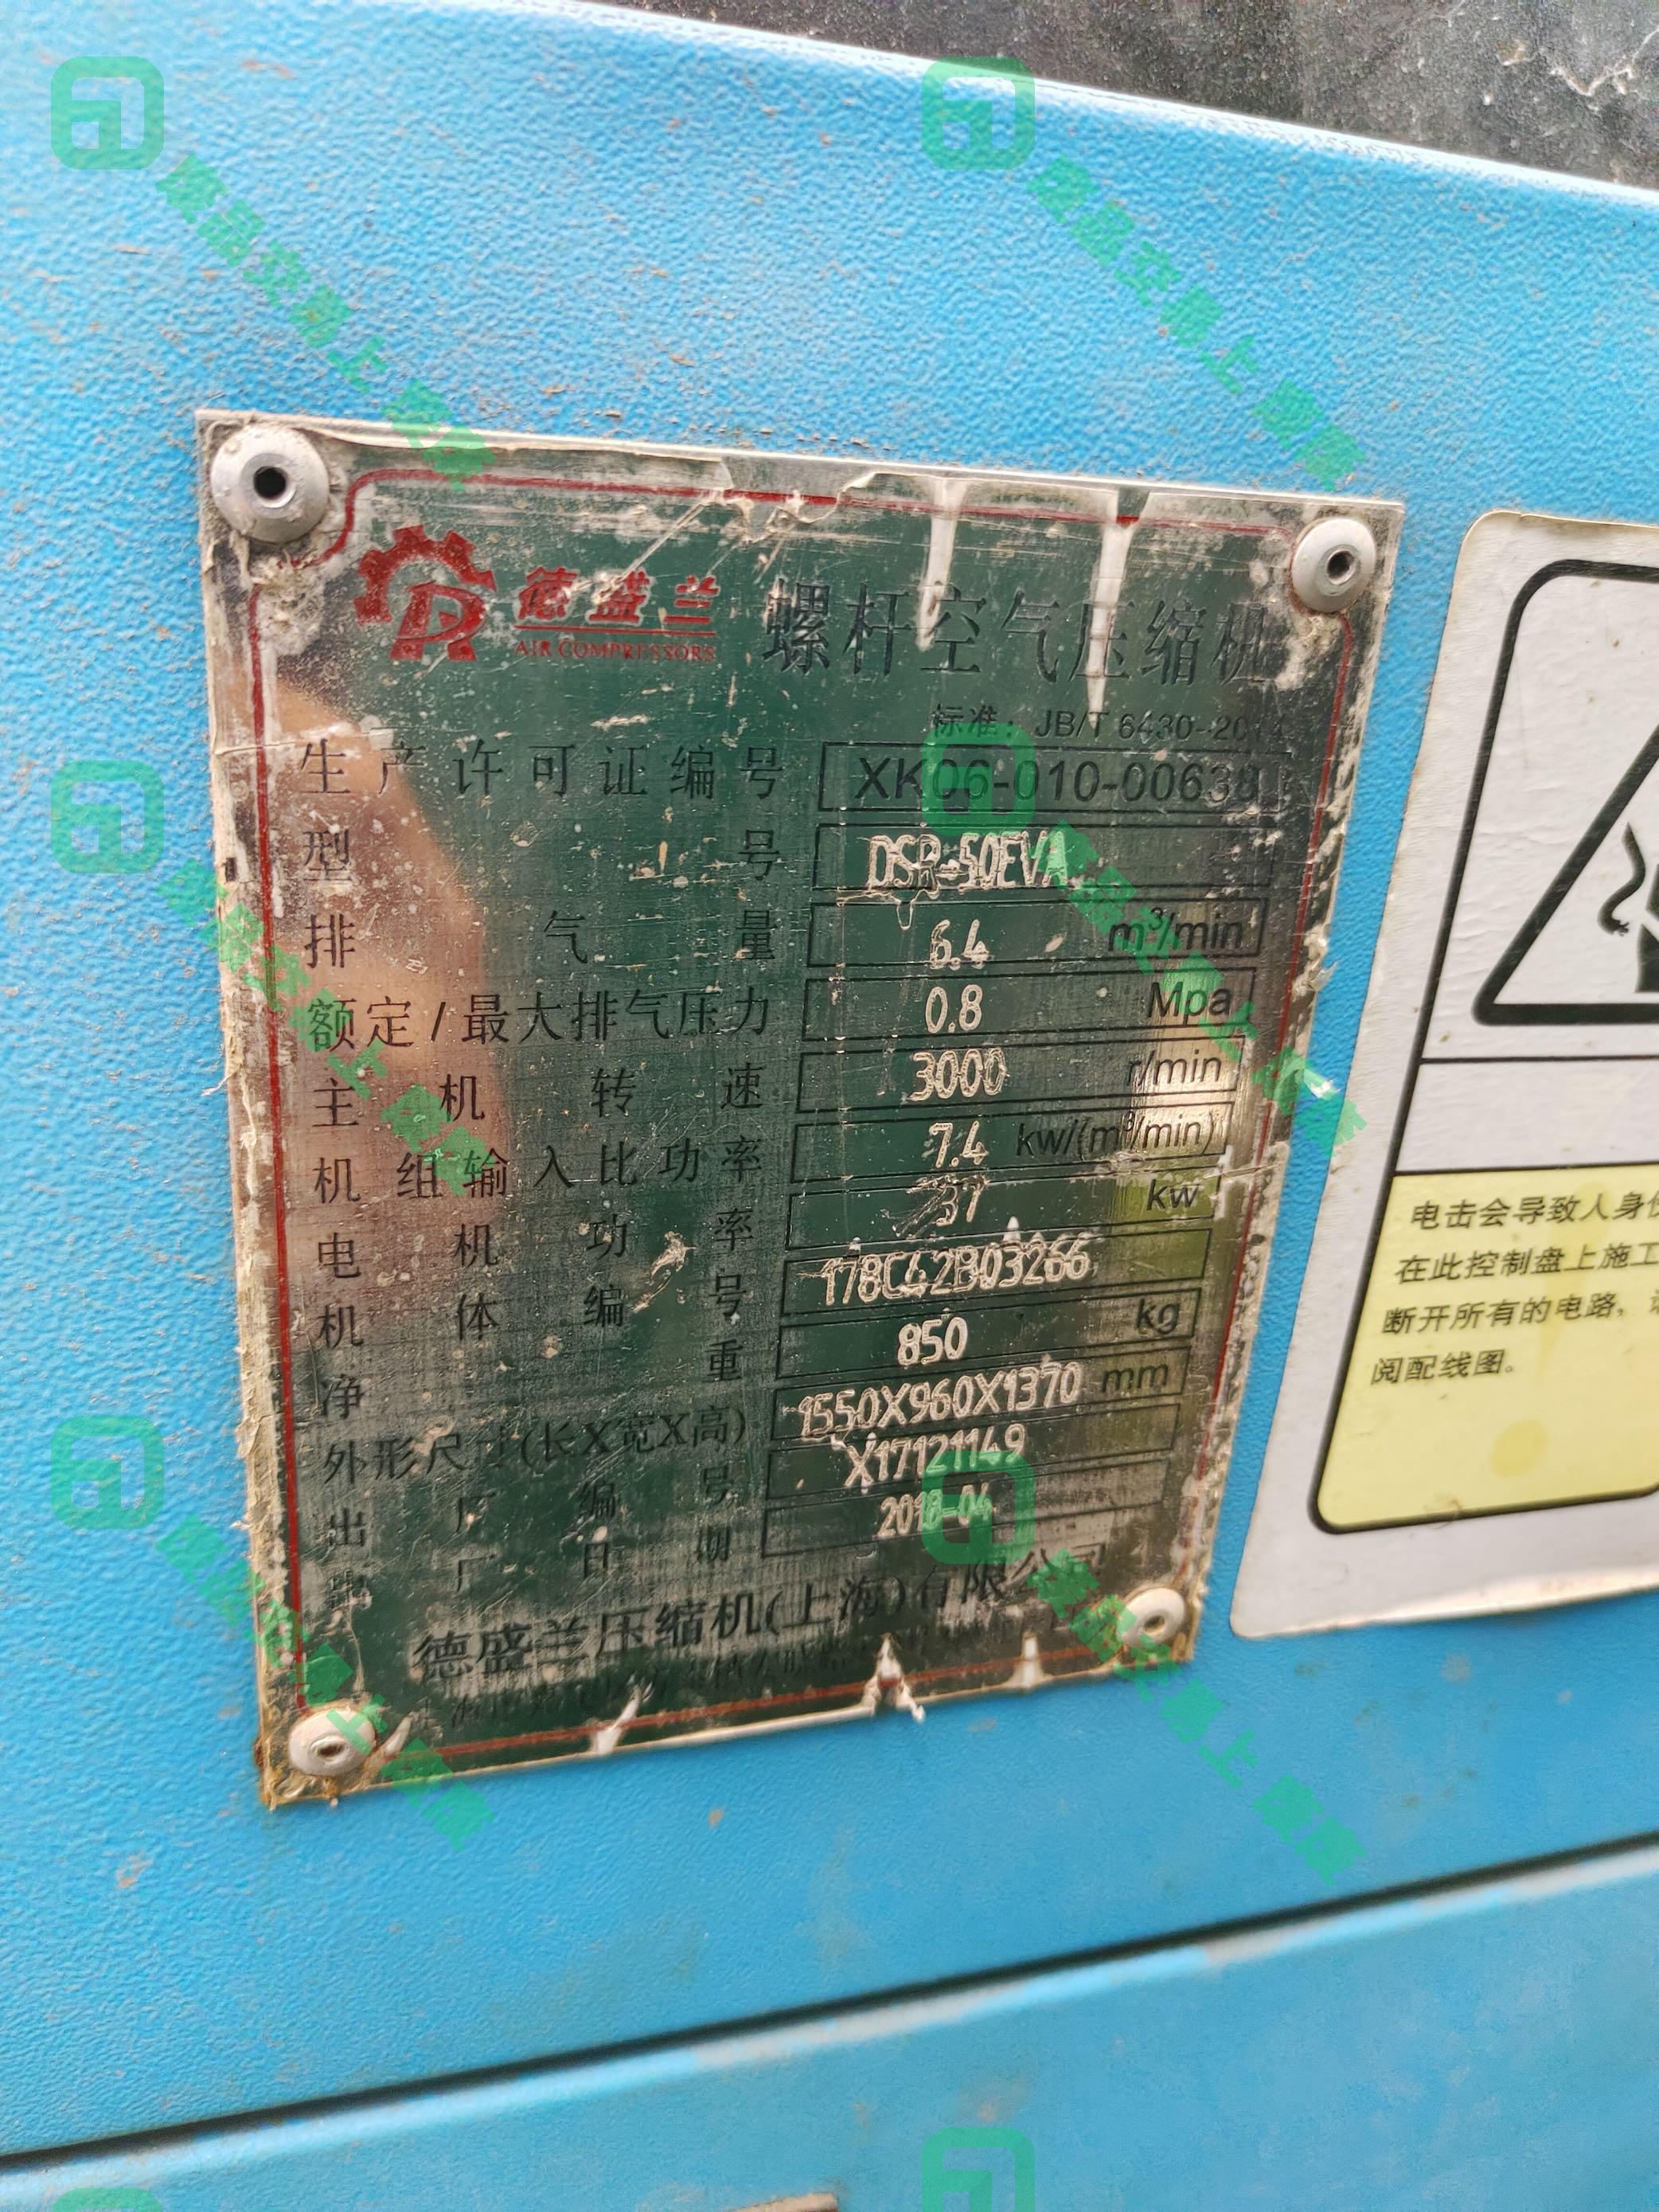 德盛兰
AIR COMPRESSORS
螺杆空气压缩机
标准：JB/T 6430-2014
生产许可证编号 XK06-010-00638
型号 DSR-50EVA
排气量 6.4 m³/min
额定/最大排气压力 0.8 Mpa
主机转速 3000 r/min
机组输入比功率 7.4 kw/(m³/min)
电机功率 37 kw
机体编号 178C42B03266
净重 850 kg
外形尺寸(长X宽X高) 1550X960X1370 mm
出厂编号 X17121149
出厂日期 2018-04
德盛兰压缩机(上海)有限公司
电击会导致人身
在此控制盘上施工
断开所有的电路，
阅配线图。
废品交易上废废